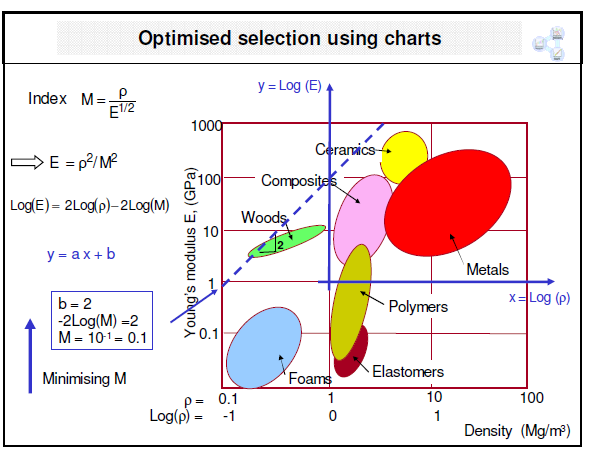 Optimised selection using charts
Index M = ρ / E^1/2
⇒ E = ρ²/M²
Log(E) = 2Log(ρ) – 2Log(M)
y = a x + b
b = 2
-2Log(M) =2
M = 10⁻¹ = 0.1
Minimising M
y = Log (E)
Young's modulus E, (GPa)
1000
100
10
1
0.1
Ceramics
Composites
Woods
2
Metals
x = Log (ρ)
Polymers
Foams
Elastomers
ρ = 0.1 1 10 100
Log(ρ) = -1 0 1
Density (Mg/m³)